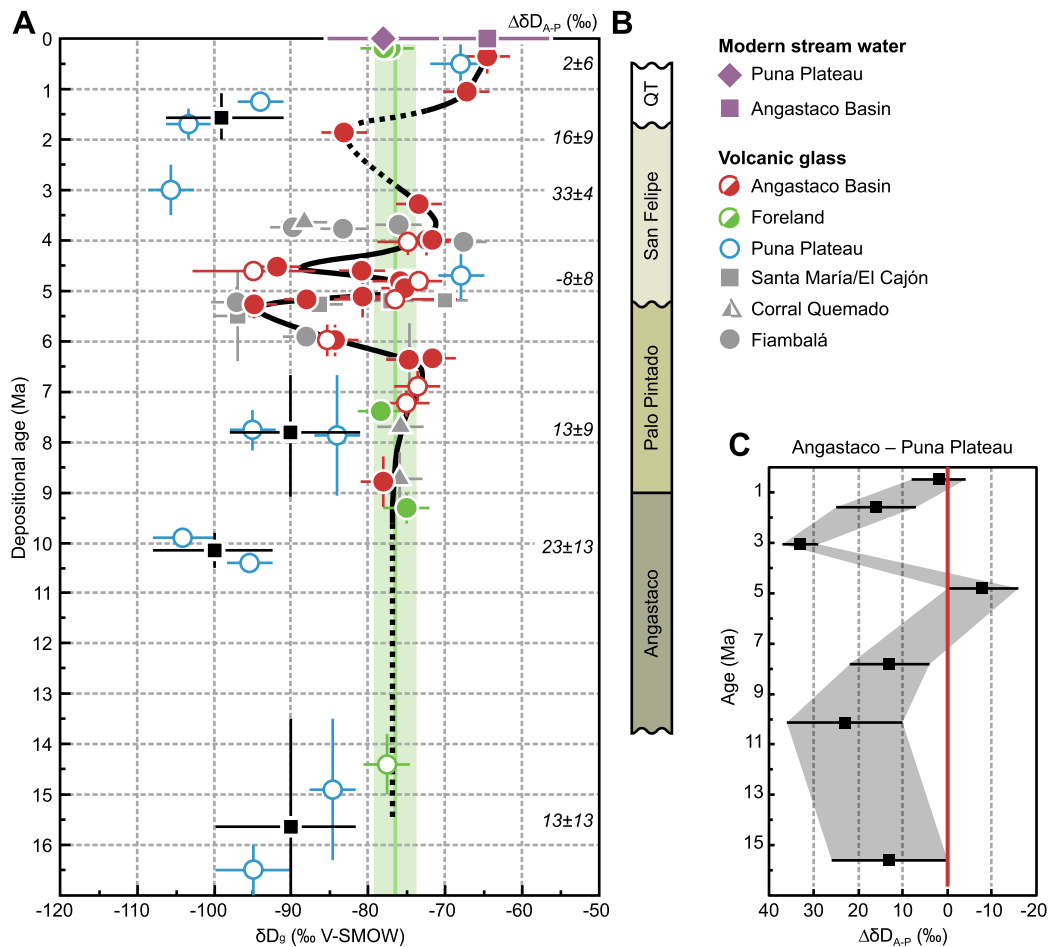 A
ΔδD_A-P (‰)
B
0
1
2
3
4
5
6
7
8
9
10
11
12
13
14
15
16
Depositional age (Ma)
2±6
16±9
33±4
-8±8
13±9
23±13
13±13
-120
-110
-100
-90
-80
-70
-60
-50
δD_g (‰ V-SMOW)
QT
San Felipe
Palo Pintado
Angastaco
Modern stream water
Puna Plateau
Angastaco Basin
Volcanic glass
Angastaco Basin
Foreland
Puna Plateau
Santa María/El Cajón
Corral Quemado
Fiambalá
C
Angastaco – Puna Plateau
1
3
5
7
9
11
13
15
Age (Ma)
40
30
20
10
0
-10
-20
ΔδD_A-P (‰)